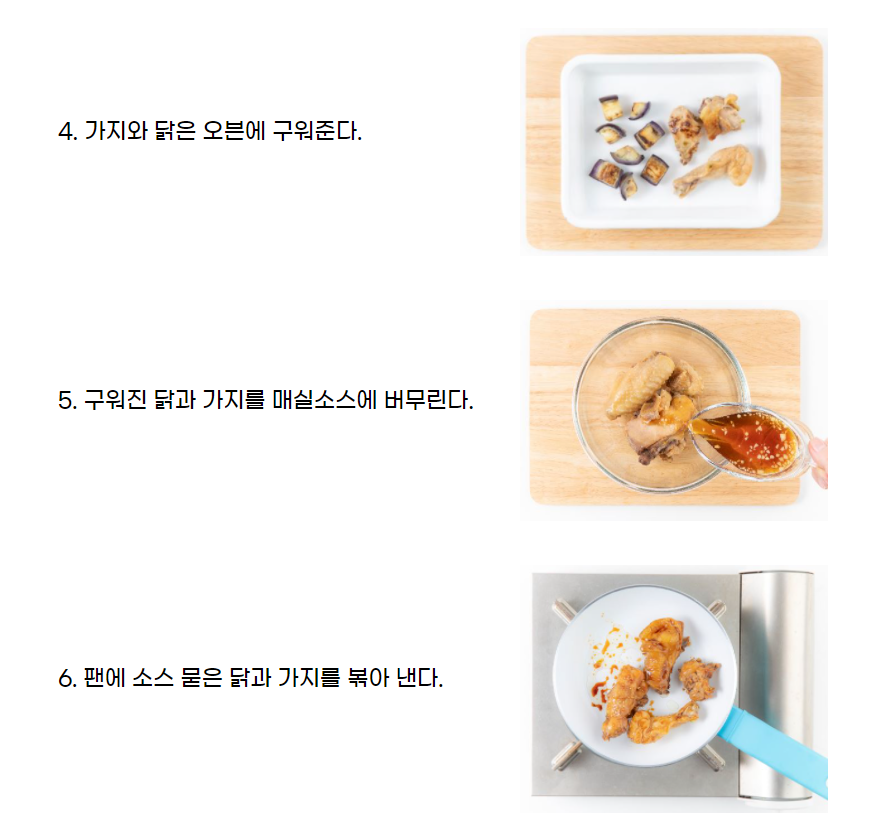 4. 가지와 닭은 오븐에 구워준다.
5. 구워진 닭과 가지를 매실소스에 버무린다.
6. 팬에 소스 묻은 닭과 가지를 볶아 낸다.